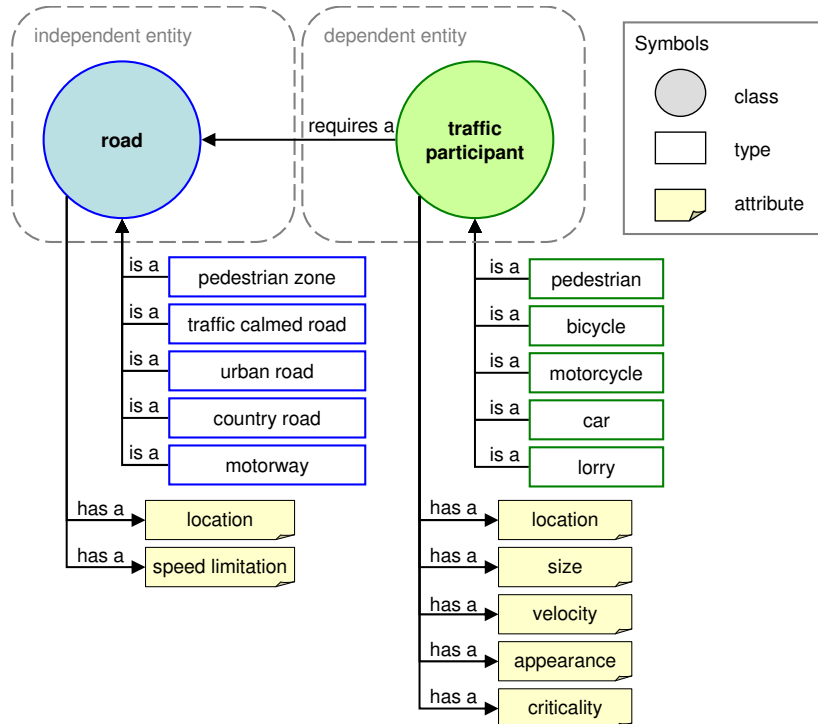 independent entity
dependent entity
Symbols
class
type
attribute
road
requires a
traffic
participant
is a
pedestrian zone
is a
traffic calmed road
is a
urban road
is a
country road
is a
motorway
has a
location
has a
speed limitation
is a
pedestrian
is a
bicycle
is a
motorcycle
is a
car
is a
lorry
has a
location
has a
size
has a
velocity
has a
appearance
has a
criticality